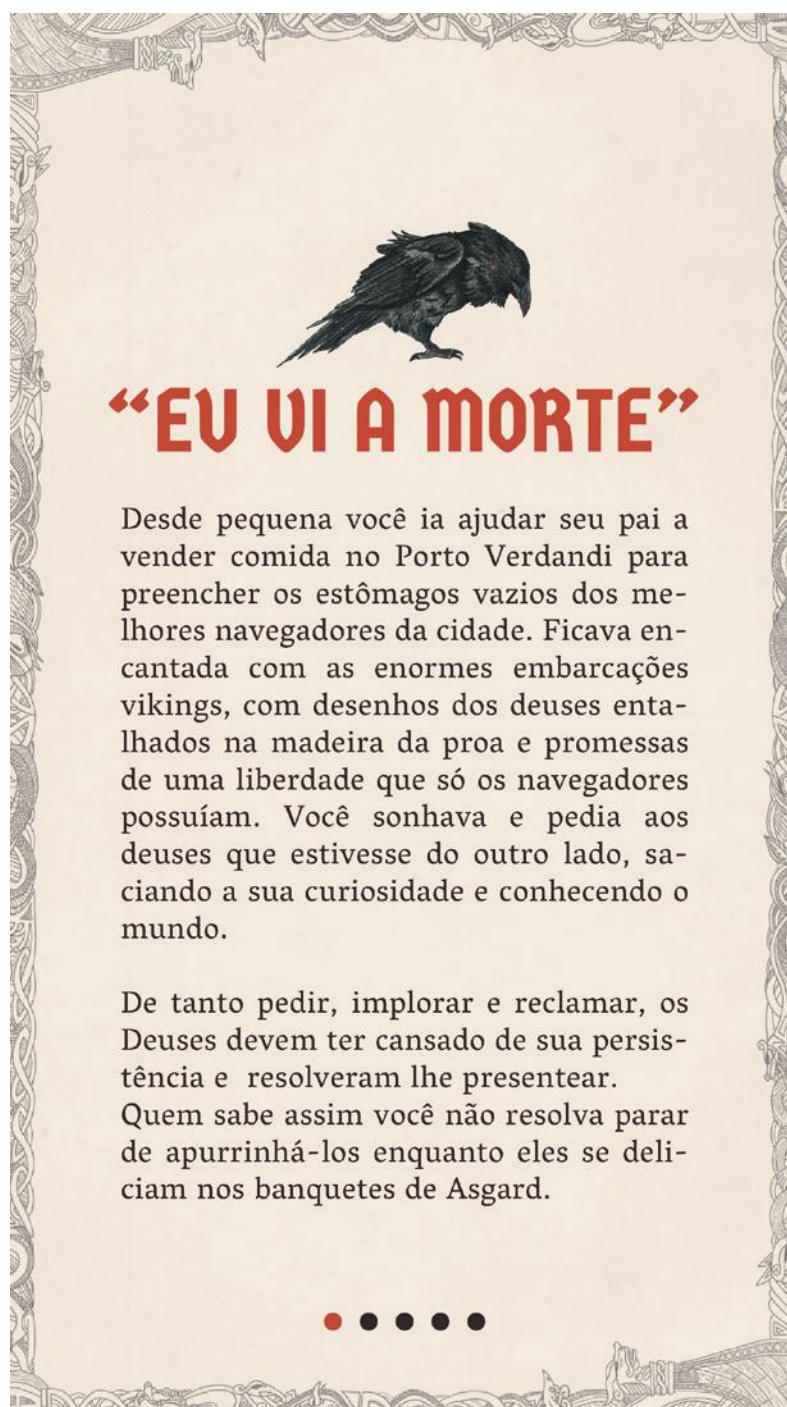 “EU VI A MORTE”
Desde pequena você ia ajudar seu pai a
vender comida no Porto Verdandi para
preencher os estômagos vazios dos me-
lhores navegadores da cidade. Ficava en-
cantada com as enormes embarcações
vikings, com desenhos dos deuses enta-
lhados na madeira da proa e promessas
de uma liberdade que só os navegadores
possuíam. Você sonhava e pedia aos
deuses que estivesse do outro lado, sa-
ciando a sua curiosidade e conhecendo o
mundo.
De tanto pedir, implorar e reclamar, os
Deuses devem ter cansado de sua persis-
tência e  resolveram lhe presentear.
Quem sabe assim você não resolva parar
de apurrinhá-los enquanto eles se deli-
ciam nos banquetes de Asgard.